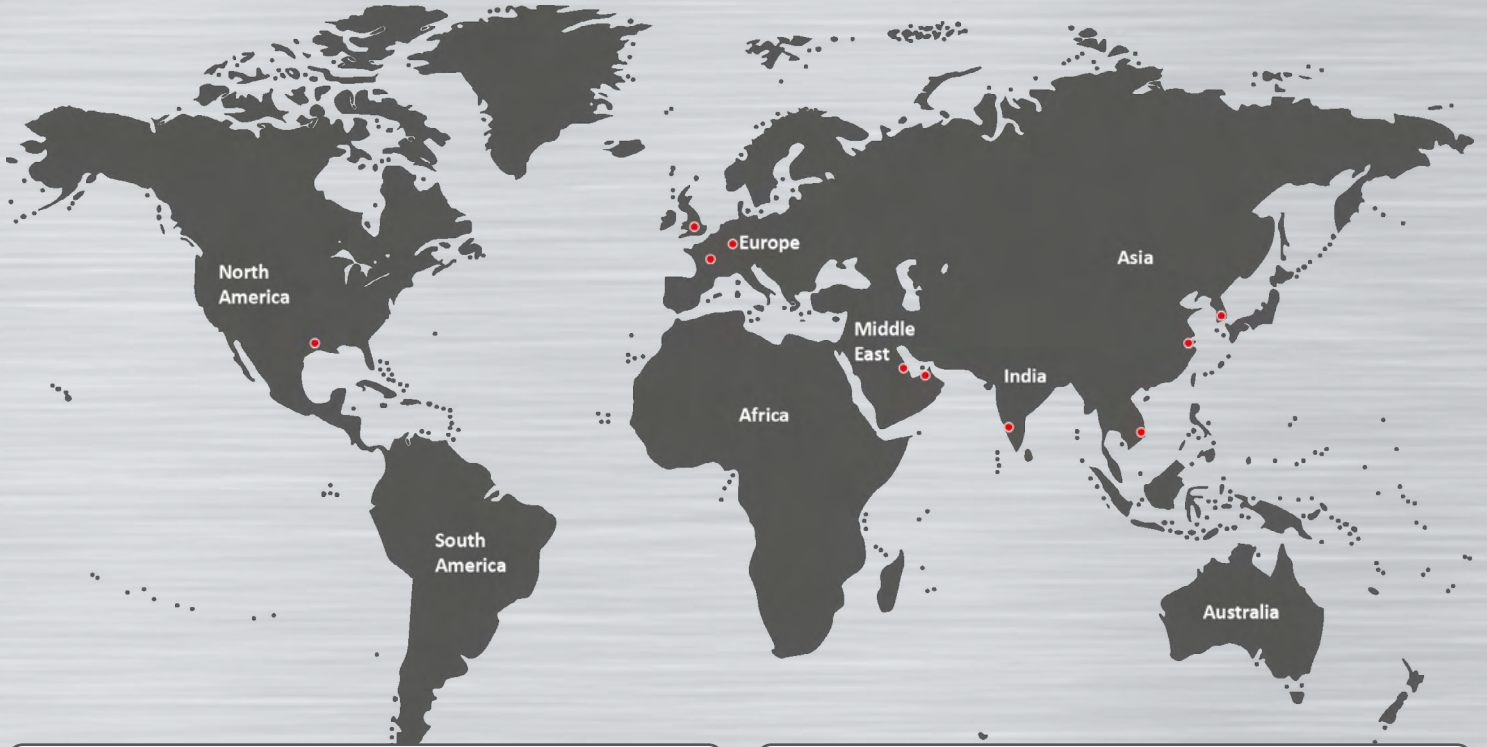 Europe
Asia
North
America
Middle
East
India
Africa
South
America
Australia